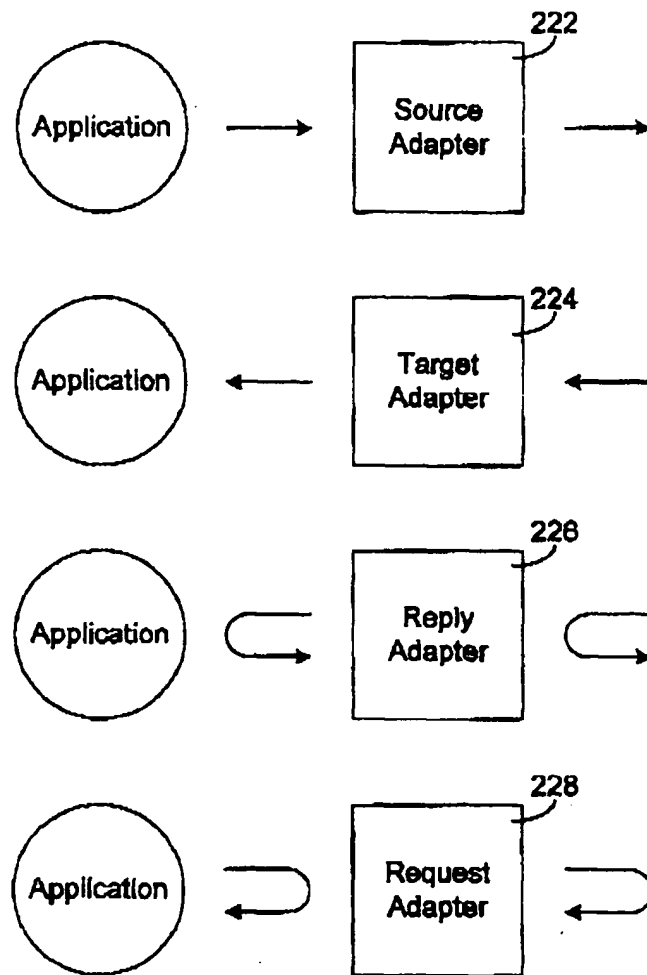 222
Application
Source
Adapter
224
Application
Target
Adapter
226
Application
Reply
Adapter
228
Application
Request
Adapter